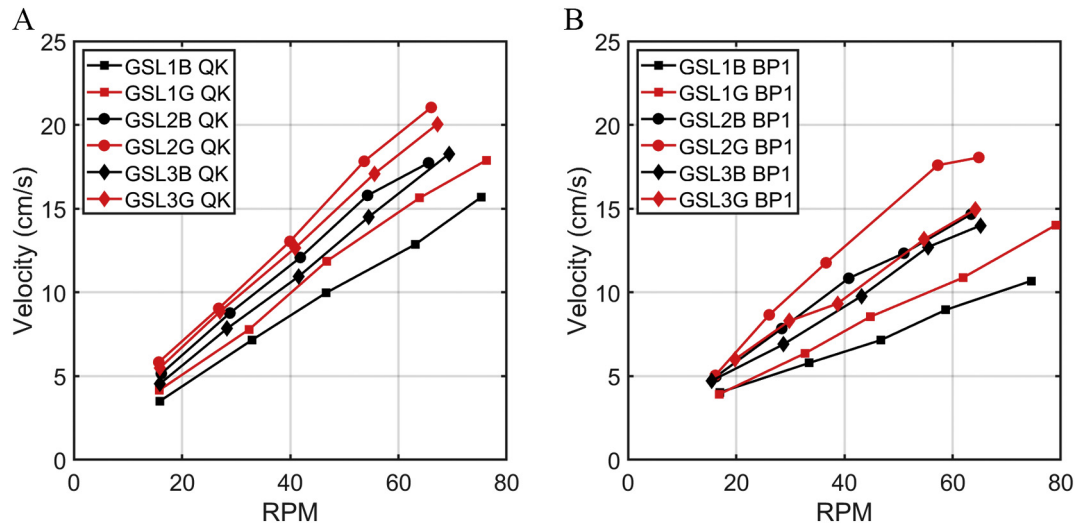 A
25
20
15
10
5
0
Velocity (cm/s)
GSL1B QK
GSL1G QK
GSL2B QK
GSL2G QK
GSL3B QK
GSL3G QK
0 20 40 60 80
RPM
B
25
20
15
10
5
0
Velocity (cm/s)
GSL1B BP1
GSL1G BP1
GSL2B BP1
GSL2G BP1
GSL3B BP1
GSL3G BP1
0 20 40 60 80
RPM